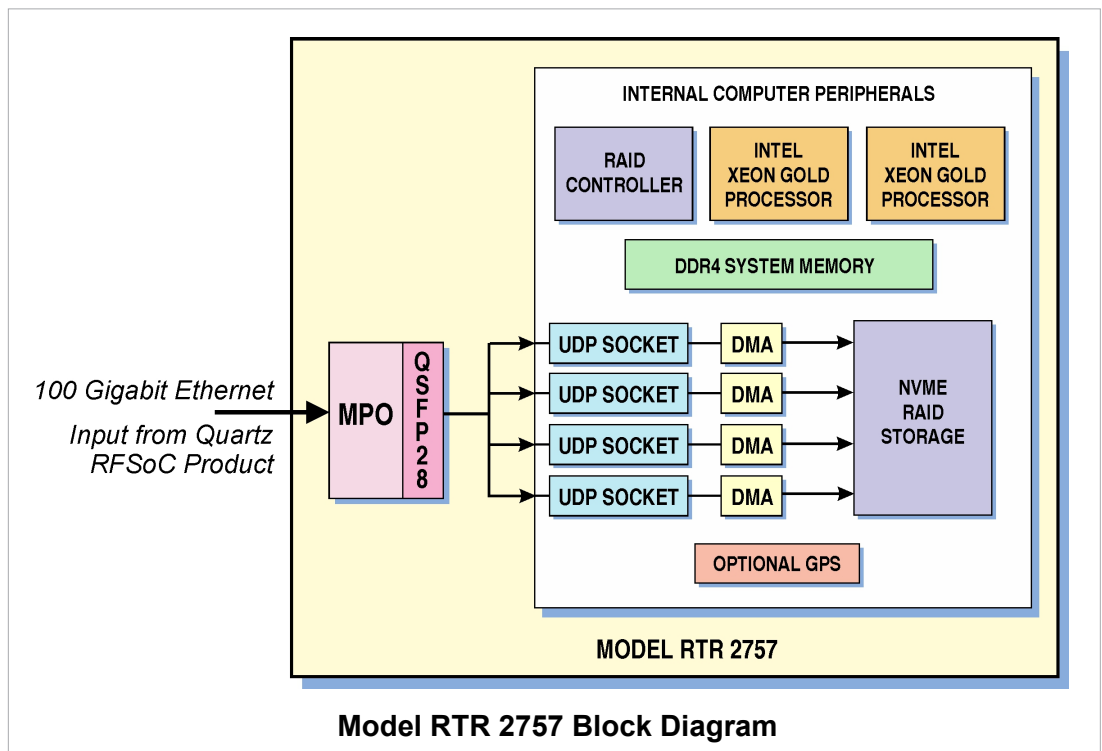 INTERNAL COMPUTER PERIPHERALS
RAID
CONTROLLER
INTEL
XEON GOLD
PROCESSOR
INTEL
XEON GOLD
PROCESSOR
DDR4 SYSTEM MEMORY
100 Gigabit Ethernet
Input from Quartz
RFSoC Product
MPO
QSFP28
UDP SOCKET
DMA
UDP SOCKET
DMA
UDP SOCKET
DMA
UDP SOCKET
DMA
NVME
RAID
STORAGE
OPTIONAL GPS
MODEL RTR 2757
Model RTR 2757 Block Diagram